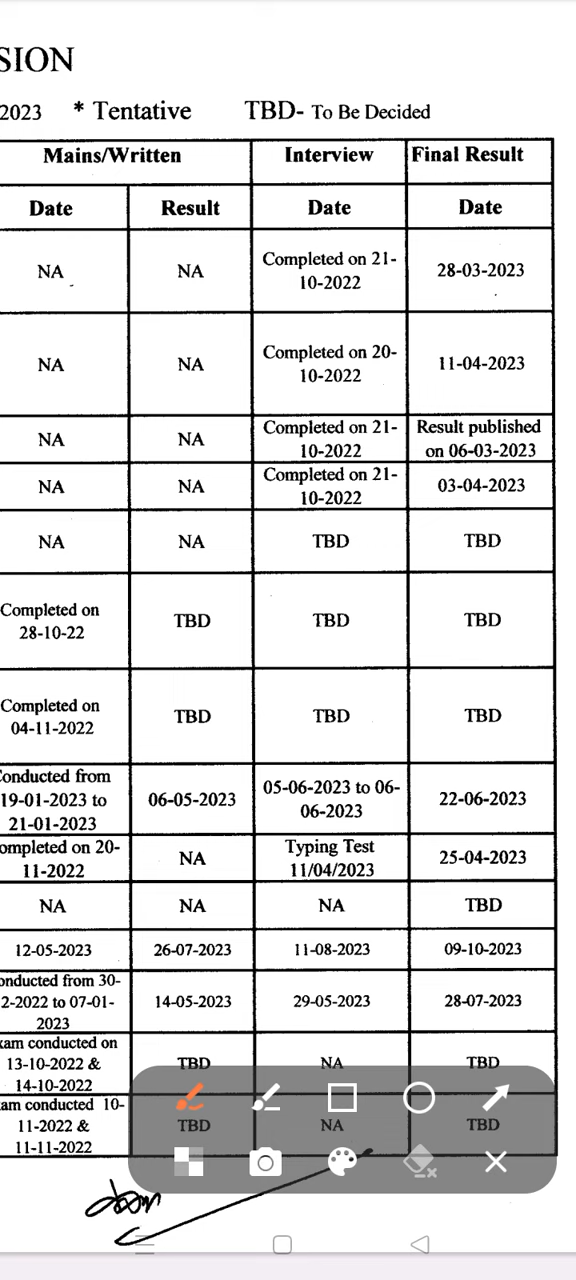 SION
2023 * Tentative TBD- To Be Decided
Mains/Written Interview Final Result
Date Result Date Date
NA NA Completed on 21-
10-2022 28-03-2023
NA NA Completed on 20-
10-2022 11-04-2023
NA NA Completed on 21-
10-2022 Result published
on 06-03-2023
NA NA Completed on 21-
10-2022 03-04-2023
NA NA TBD TBD
Completed on
28-10-22 TBD TBD TBD
Completed on
04-11-2022 TBD TBD TBD
Conducted from
19-01-2023 to
21-01-2023 06-05-2023 05-06-2023 to 06-
06-2023 22-06-2023
ompleted on 20-
11-2022 NA Typing Test
11/04/2023 25-04-2023
NA NA NA TBD
12-05-2023 26-07-2023 11-08-2023 09-10-2023
onducted from 30-
2-2022 to 07-01-
2023 14-05-2023 29-05-2023 28-07-2023
xam conducted on
13-10-2022 &
14-10-2022 TBD NA TBD
am conducted 10-
11-2022 &
11-11-2022 TBD NA TBD